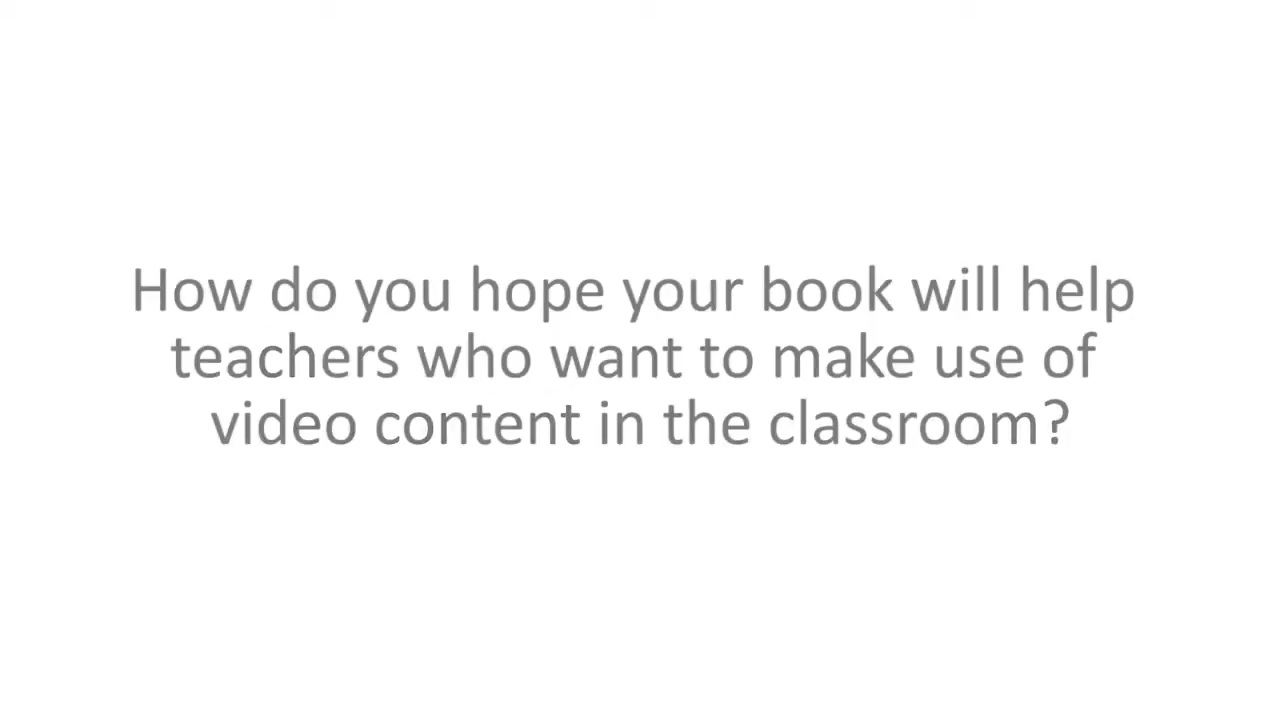 How do you hope your book will help
teachers who want to make use of
video content in the classroom?